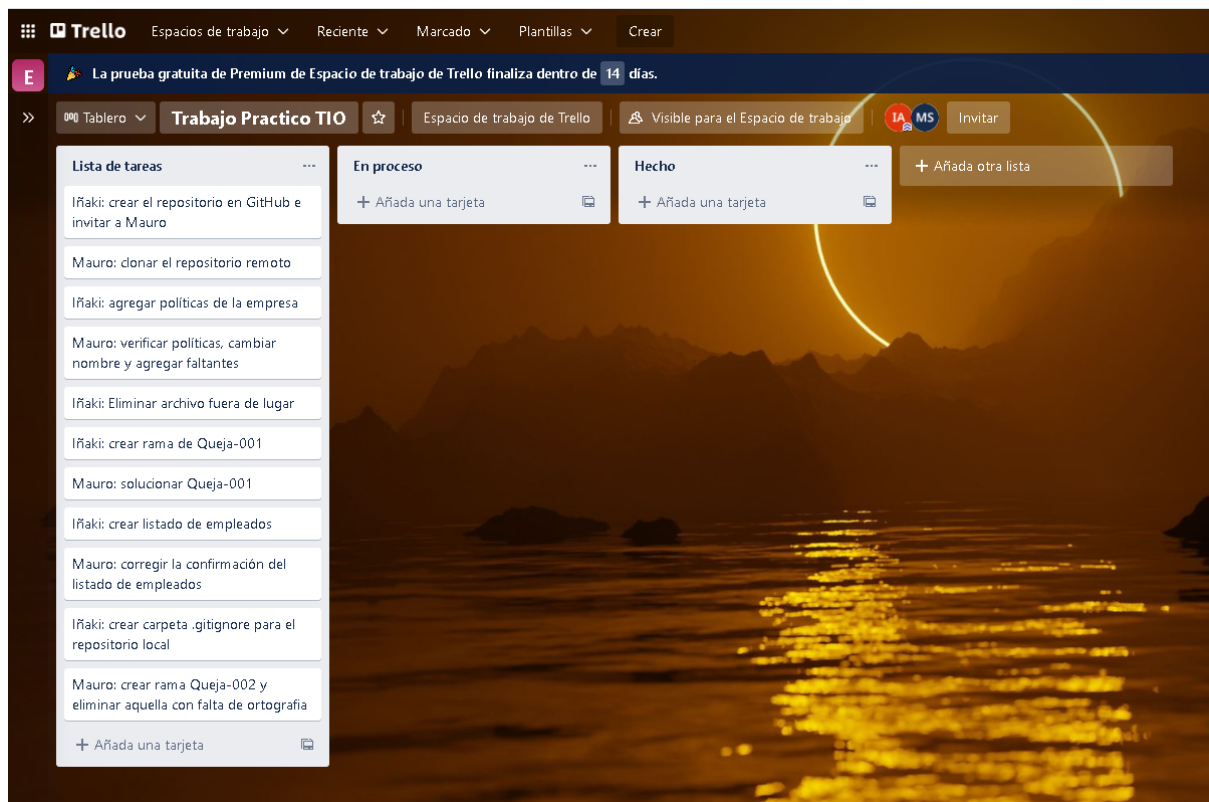 Trello Espacios de trabajo Reciente Marcado Plantillas Crear
E
🎉 La prueba gratuita de Premium de Espacio de trabajo de Trello finaliza dentro de 14 días.
Tablero Trabajo Practico TIO Espacio de trabajo de Trello Visible para el Espacio de trabajo IA MS Invitar
Lista de tareas
Iñaki: crear el repositorio en GitHub e
invitar a Mauro
Mauro: clonar el repositorio remoto
Iñaki: agregar políticas de la empresa
Mauro: verificar políticas, cambiar
nombre y agregar faltantes
Iñaki: Eliminar archivo fuera de lugar
Iñaki: crear rama de Queja-001
Mauro: solucionar Queja-001
Iñaki: crear listado de empleados
Mauro: corregir la confirmación del
listado de empleados
Iñaki: crear carpeta .gitignore para el
repositorio local
Mauro: crear rama Queja-002 y
eliminar aquella con falta de ortografia
+ Añada una tarjeta
En proceso
+ Añada una tarjeta
Hecho
+ Añada una tarjeta
+ Añada otra lista